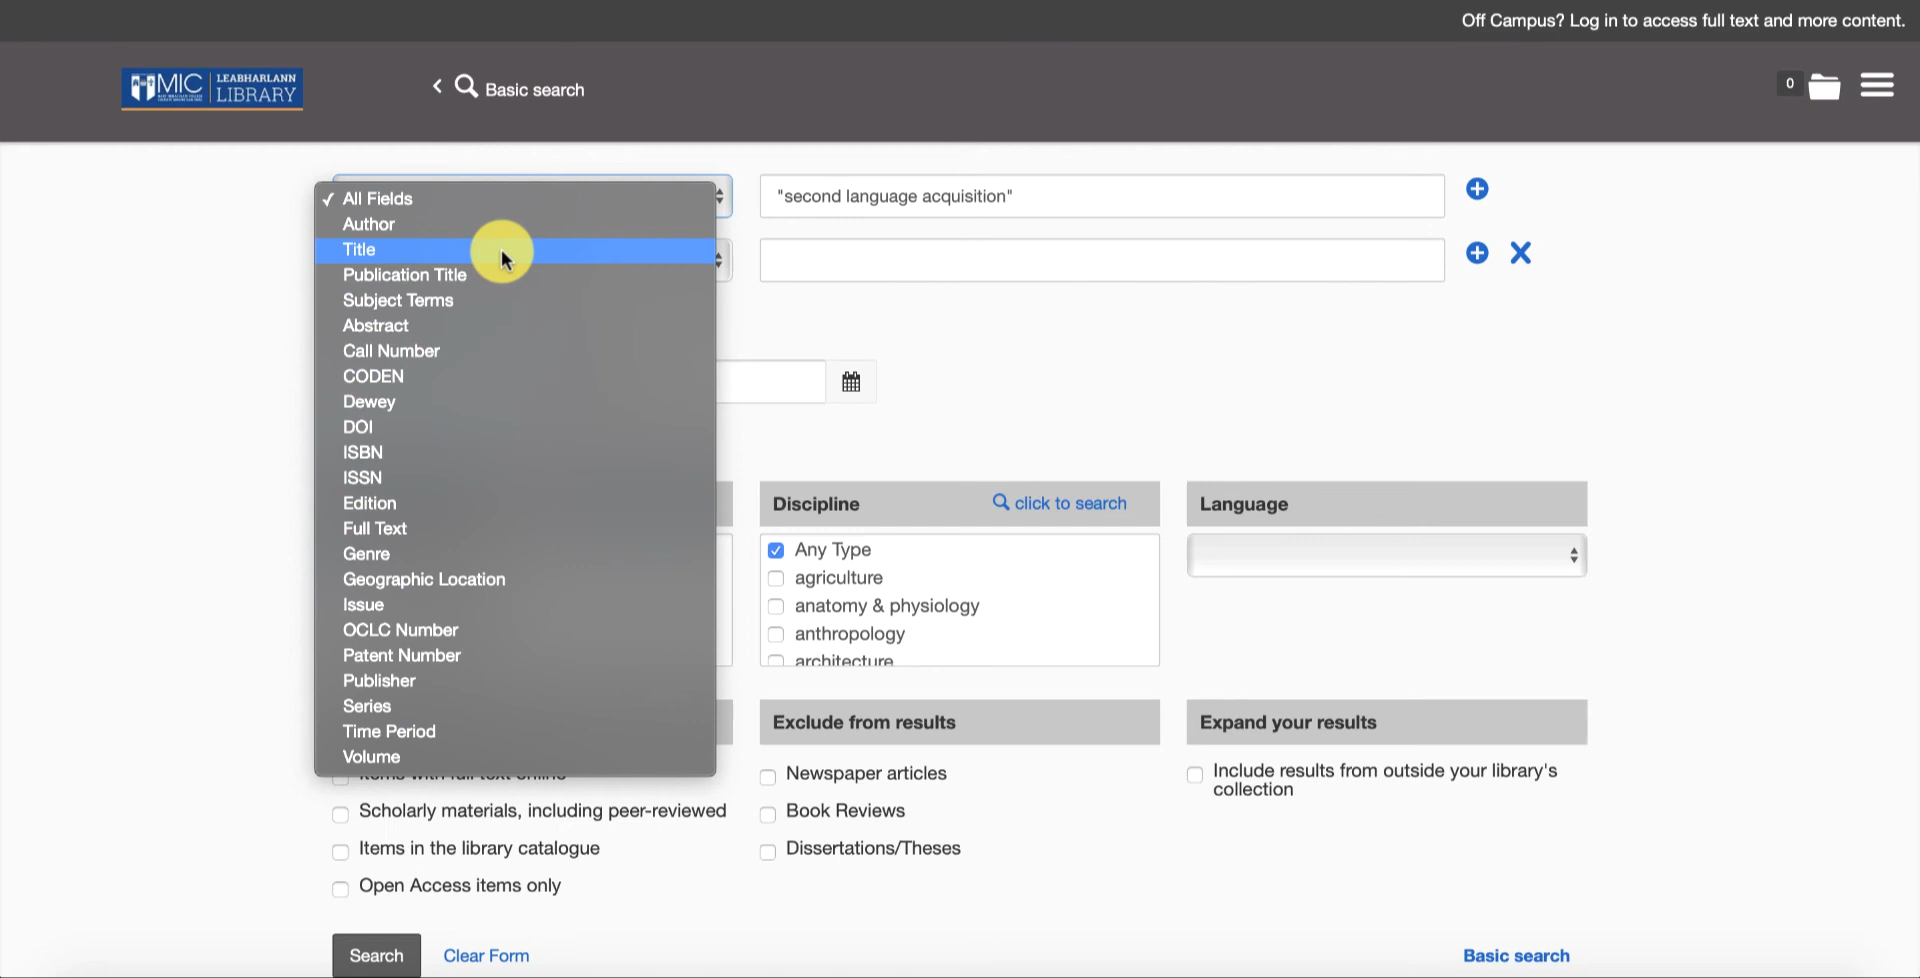 Off Campus? Log in to access full text and more content.
MIC
LEABHARLANN
LIBRARY
Basic search
0
All Fields
"second language acquisition"
Author
Title
Publication Title
Subject Terms
Abstract
Call Number
CODEN
Dewey
DOI
ISBN
ISSN
Edition
Full Text
Genre
Geographic Location
Issue
OCLC Number
Patent Number
Publisher
Series
Time Period
Volume
Discipline
click to search
Any Type
agriculture
anatomy & physiology
anthropology
architecture
Language
Exclude from results
Expand your results
Scholarly materials, including peer-reviewed
Items in the library catalogue
Open Access items only
Newspaper articles
Book Reviews
Dissertations/Theses
Include results from outside your library's
collection
Search
Clear Form
Basic search